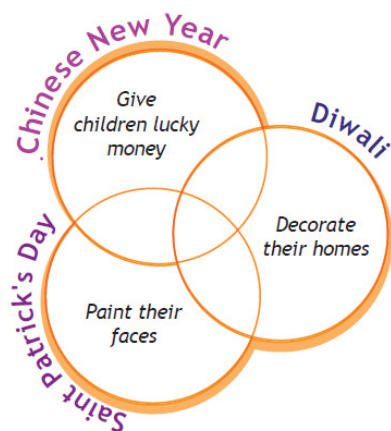 Chinese New Year
Give
children lucky
money
Diwali
Decorate
their homes
Saint Patrick's Day
Paint their
faces